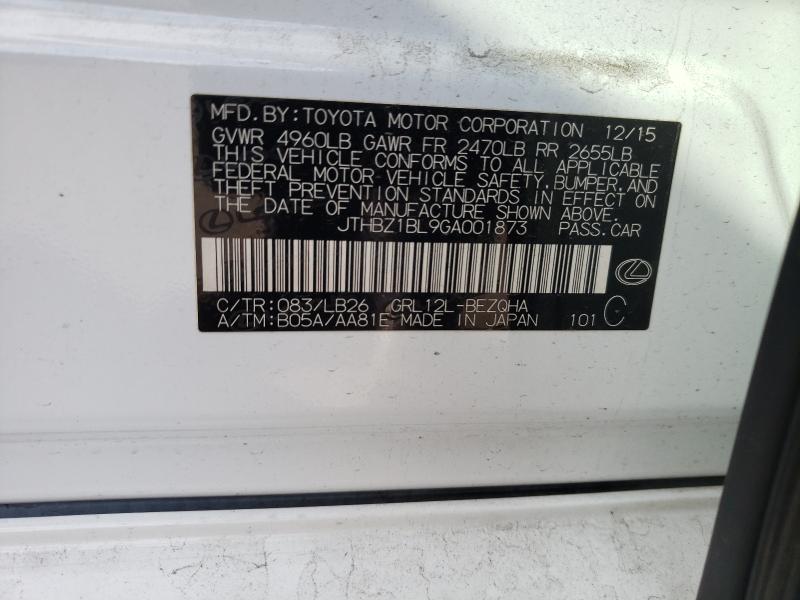 MFD.BY:TOYOTA MOTOR CORPORATION 12/15
GVWR 4960LB GAWR FR 2470LB RR 2655LB
THIS VEHICLE CONFORMS TO ALL APPLICABLE
FEDERAL MOTOR VEHICLE SAFETY,BUMPER,AND
THEFT PREVENTION STANDARDS IN EFFECT ON
THE DATE OF MANUFACTURE SHOWN ABOVE.
JTHBZ1BL9GA001873 PASS.CAR
C/TR:083/LB26 GRL12L-BEZQHA
A/TM:B05A/AA81E MADE IN JAPAN 101 C